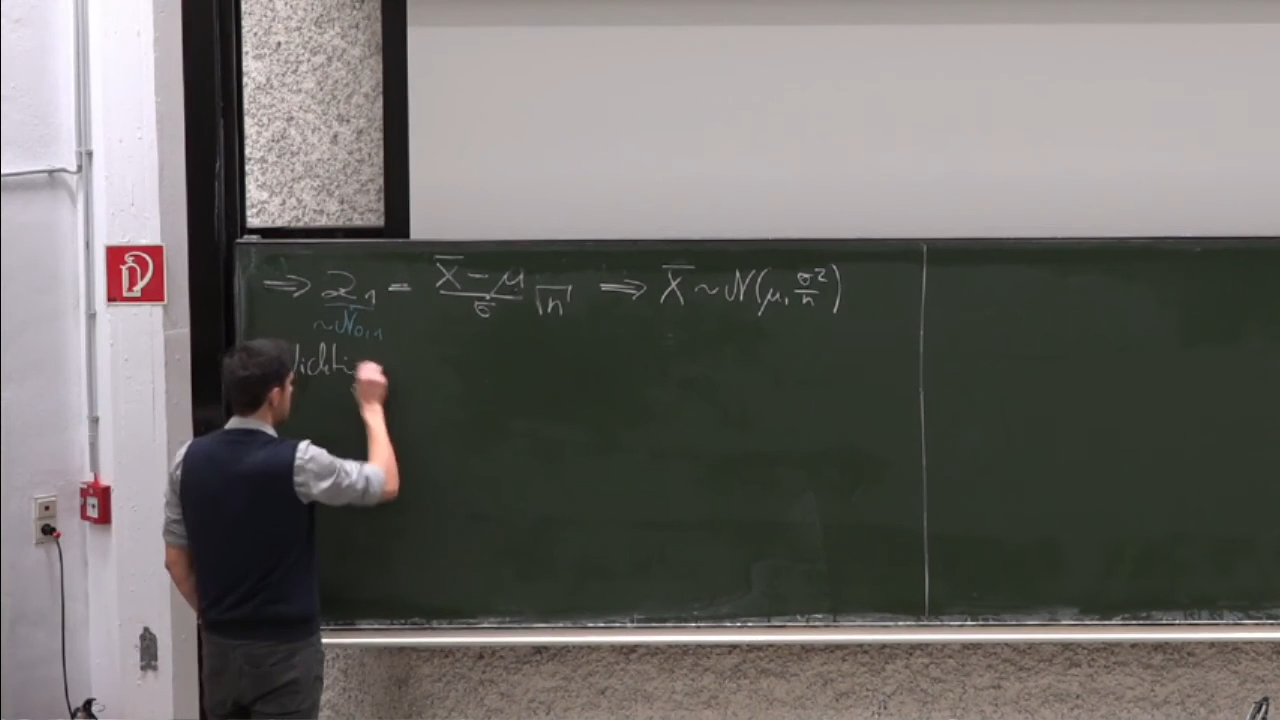 ⇒ Z₁ = (X̄ − μ)/σ √n ⇒ X̄ ~ N(μ, σ²/n)
~ N₀,₁